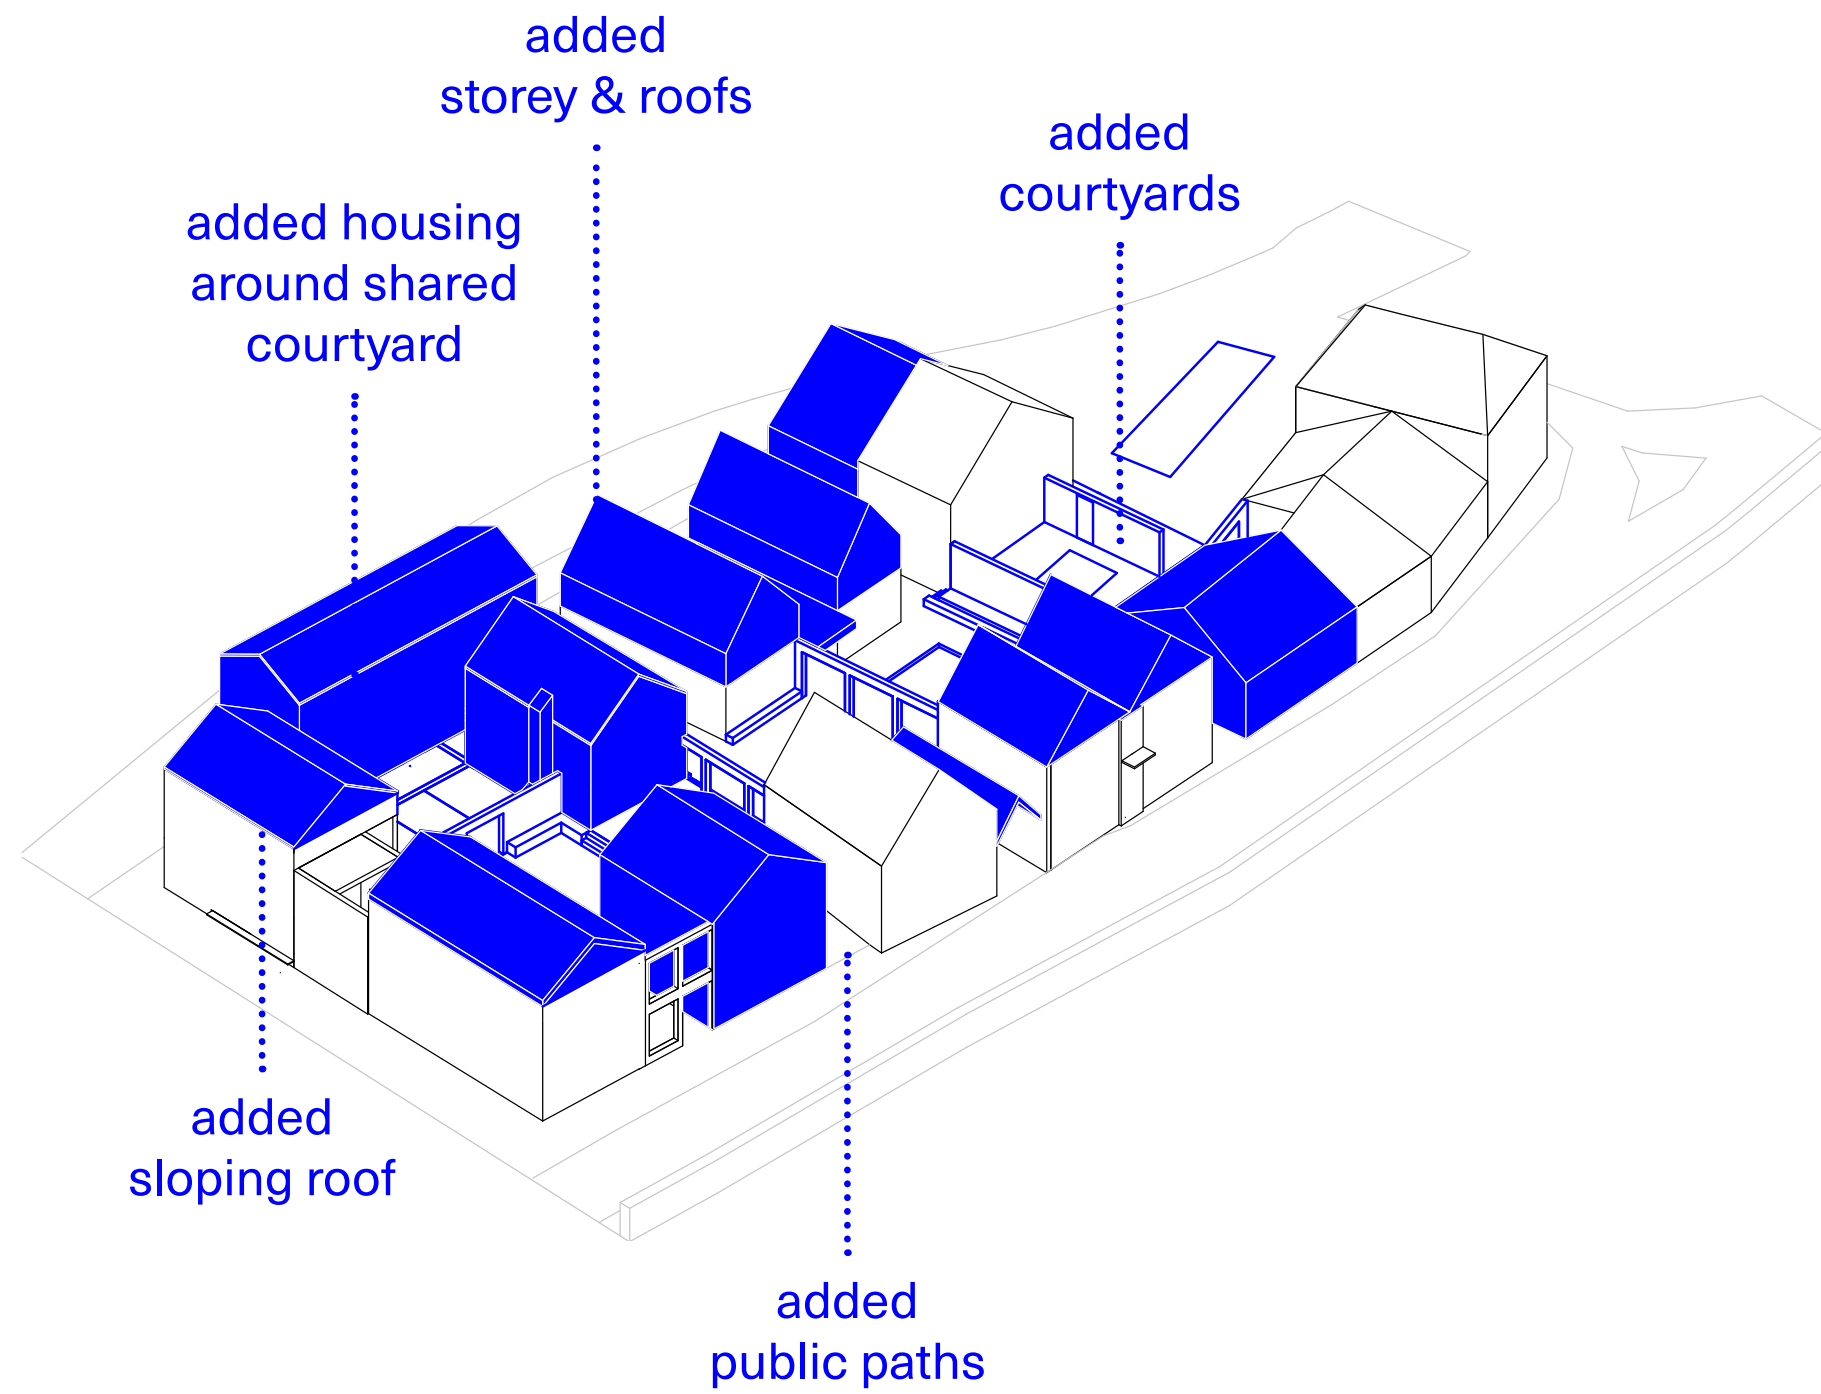 added
storey & roofs
added
courtyards
added housing
around shared
courtyard
added
sloping roof
added
public paths